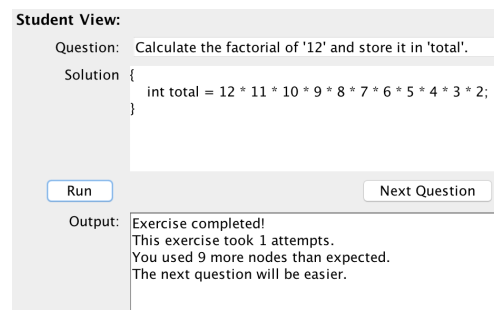 Student View:
Question: Calculate the factorial of '12' and store it in 'total'.
Solution {
int total = 12 * 11 * 10 * 9 * 8 * 7 * 6 * 5 * 4 * 3 * 2;
}
Run Next Question
Output: Exercise completed!
This exercise took 1 attempts.
You used 9 more nodes than expected.
The next question will be easier.